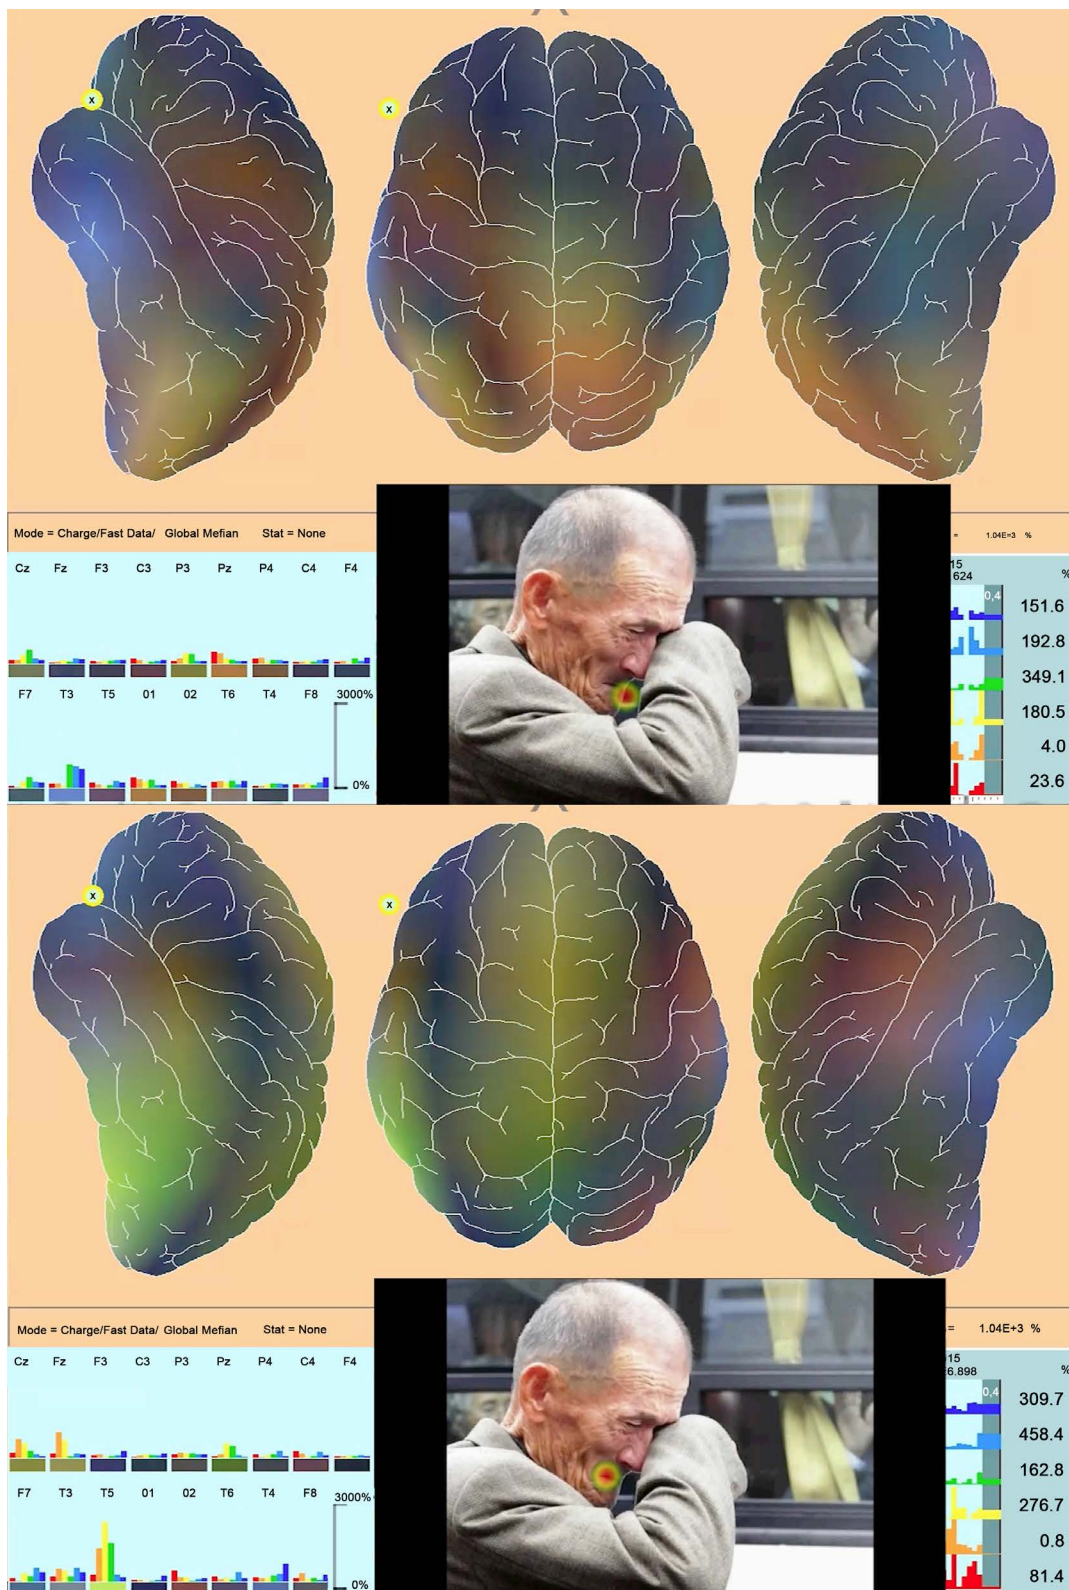 x
x
Mode = Charge/Fast Data/ Global Mefian Stat = None
= 1.04E=3 %
Cz Fz F3 C3 P3 Pz P4 C4 F4
15
624
%
0,4
151.6
192.8
349.1
180.5
4.0
23.6
F7 T3 T5 01 02 T6 T4 F8
3000%
0%
x
x
Mode = Charge/Fast Data/ Global Mefian Stat = None
= 1.04E+3 %
Cz Fz F3 C3 P3 Pz P4 C4 F4
15
6.898
%
0,4
309.7
458.4
162.8
276.7
0.8
81.4
F7 T3 T5 01 02 T6 T4 F8
3000%
0%